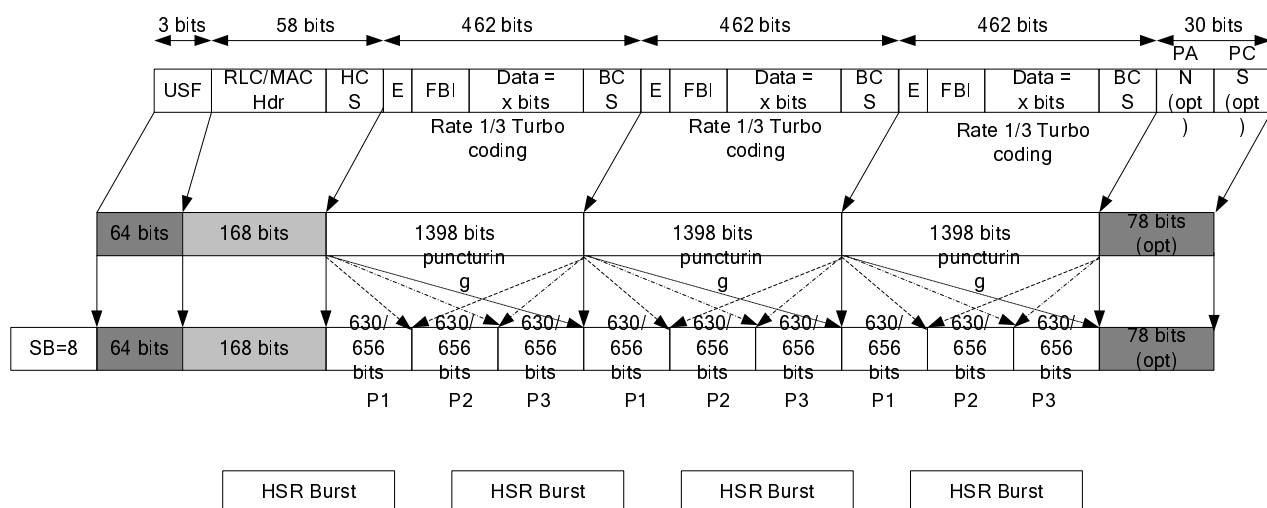 3 bits 58 bits 462 bits 462 bits 462 bits 30 bits
USF
RLC/MAC
Hdr
HC
S
E
FBI
Data =
x bits
BC
S
E
FBI
Data =
x bits
BC
S
E
FBI
Data =
x bits
BC
S
PA
N
(opt
)
PC
S
(opt
)
Rate 1/3 Turbo
coding
Rate 1/3 Turbo
coding
Rate 1/3 Turbo
coding
64 bits
168 bits
1398 bits
puncturin
g
1398 bits
puncturin
g
1398 bits
puncturin
g
78 bits
(opt)
SB=8
64 bits
168 bits
630/
656
bits
630/
656
bits
630/
656
bits
630/
656
bits
630/
656
bits
630/
656
bits
630/
656
bits
630/
656
bits
630/
656
bits
78 bits
(opt)
P1 P2 P3 P1 P2 P3 P1 P2 P3
HSR Burst HSR Burst HSR Burst HSR Burst